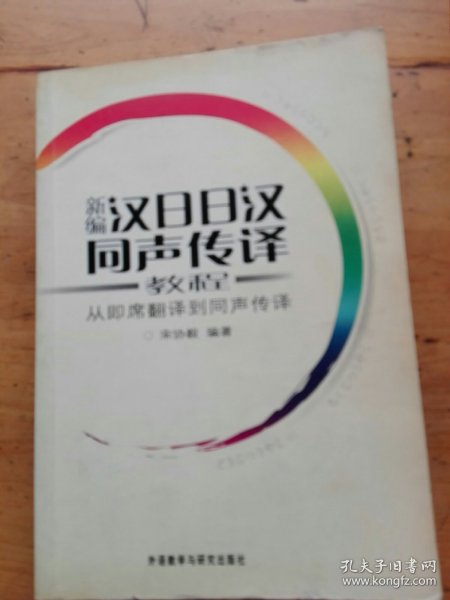 新编 汉日日汉
同声传译
教程
从即席翻译到同声传译
宋协毅 编著
外语教学与研究出版社
孔夫子旧书网
www.kongfz.com